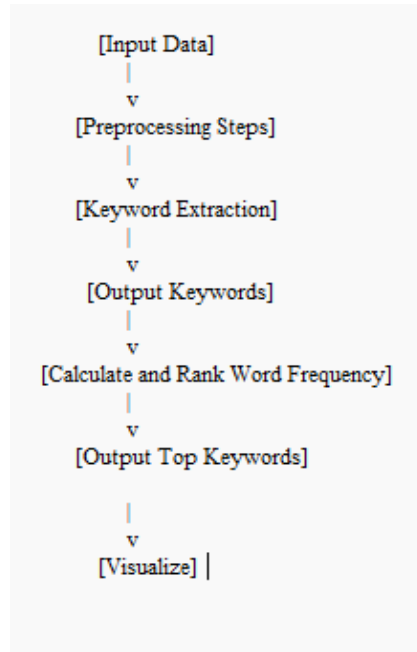 [Input Data]
|
v
[Preprocessing Steps]
|
v
[Keyword Extraction]
|
v
[Output Keywords]
|
v
[Calculate and Rank Word Frequency]
|
v
[Output Top Keywords]
|
v
[Visualize]